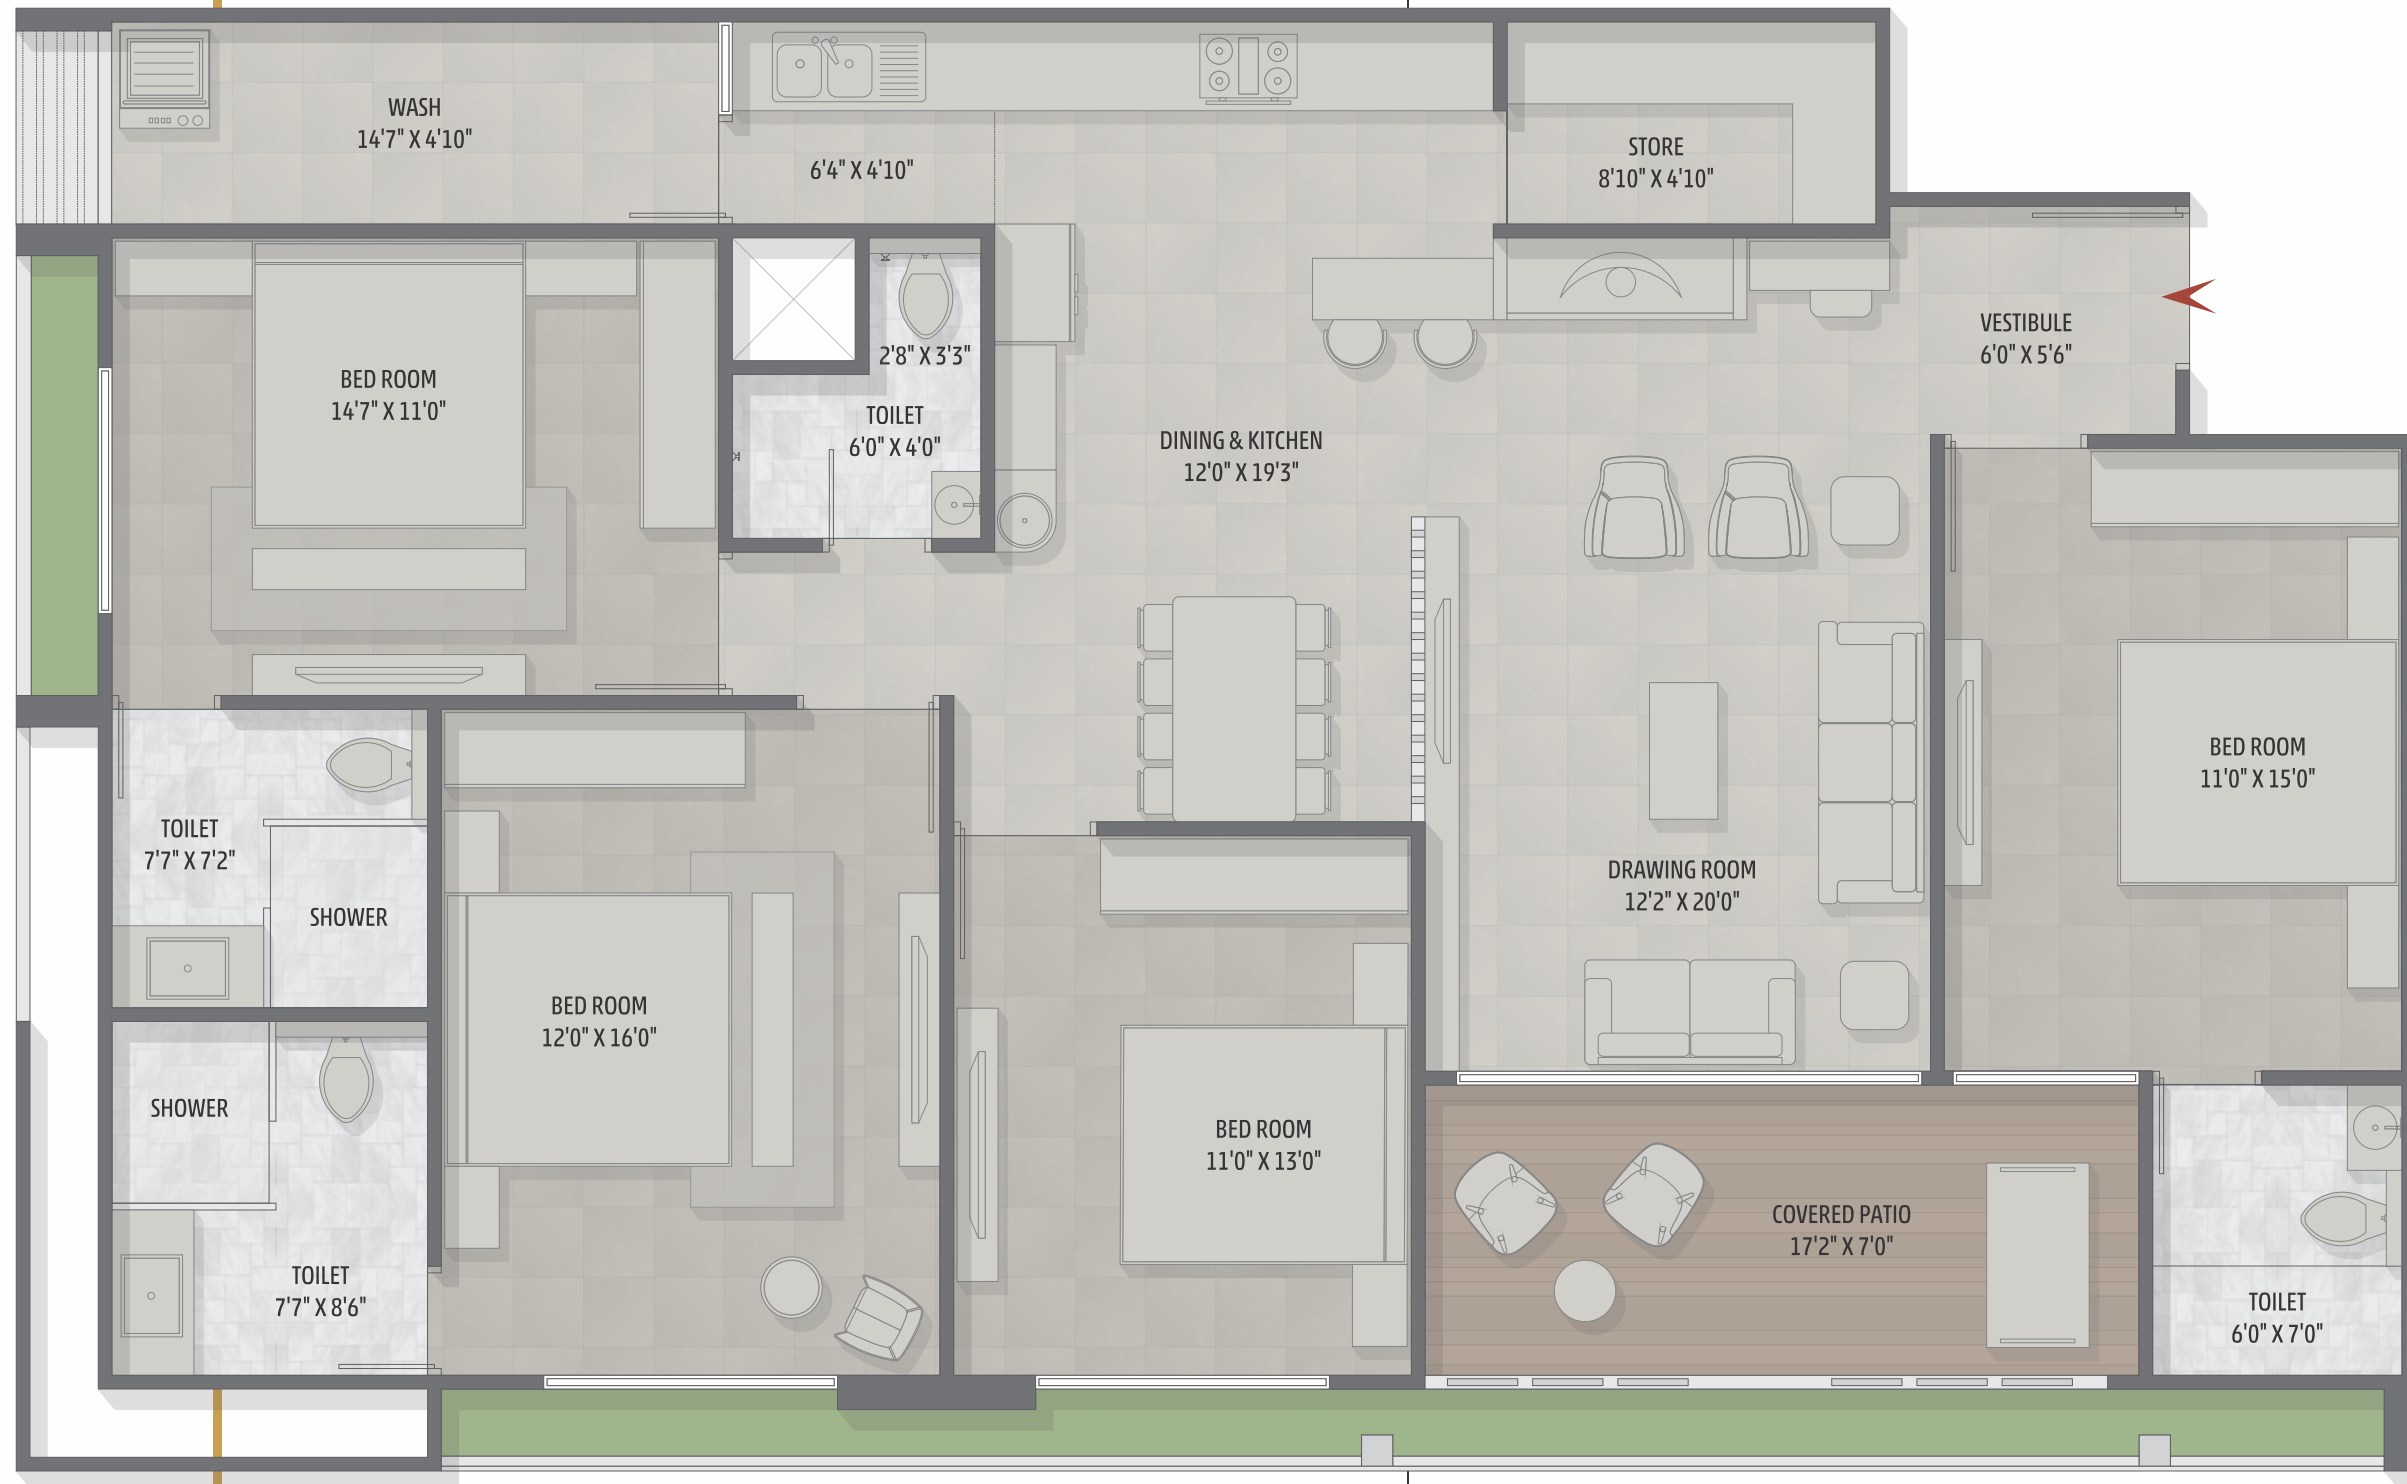 WASH
14'7" X 4'10"
6'4" X 4'10"
STORE
8'10" X 4'10"
VESTIBULE
6'0" X 5'6"
BED ROOM
14'7" X 11'0"
2'8" X 3'3"
TOILET
6'0" X 4'0"
DINING & KITCHEN
12'0" X 19'3"
BED ROOM
11'0" X 15'0"
TOILET
7'7" X 7'2"
SHOWER
DRAWING ROOM
12'2" X 20'0"
BED ROOM
12'0" X 16'0"
SHOWER
BED ROOM
11'0" X 13'0"
COVERED PATIO
17'2" X 7'0"
TOILET
7'7" X 8'6"
TOILET
6'0" X 7'0"